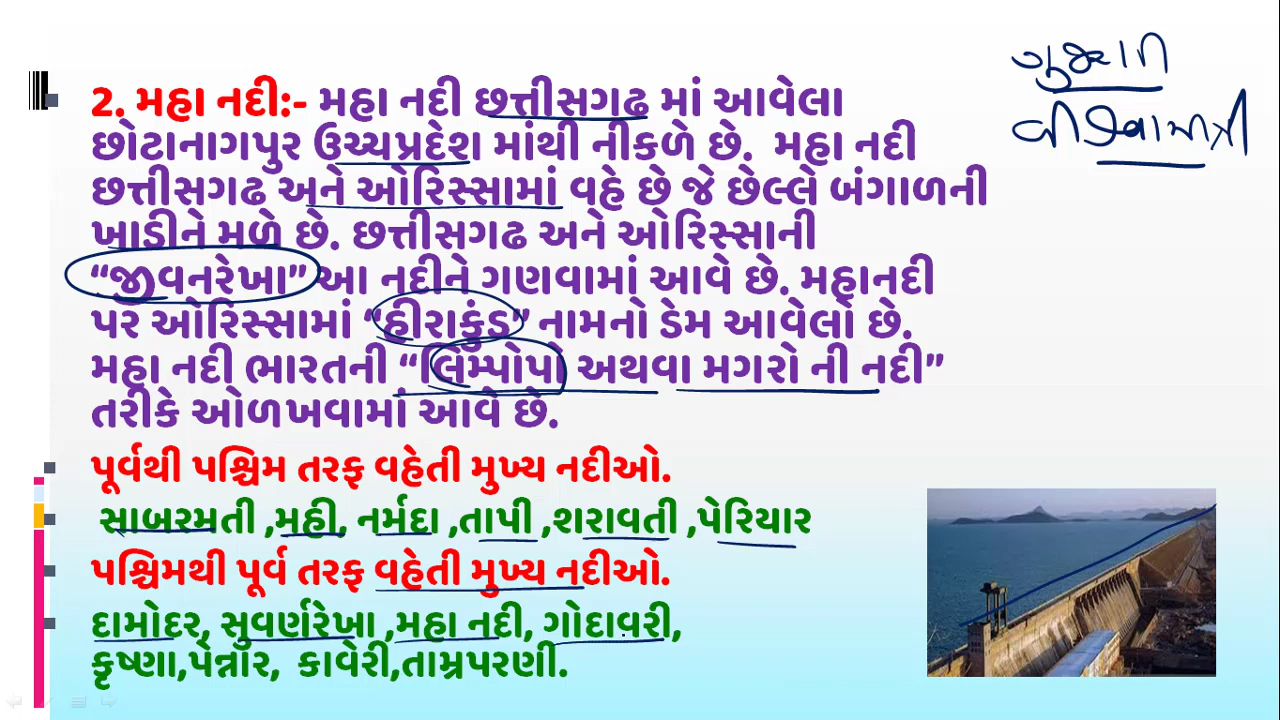 ગુજરાત
વિશ્વામિત્રી
2. મહા નદી:- મહા નદી છત્તીસગઢ માં આવેલા
છોટાનાગપુર ઉચ્ચપ્રદેશ માંથી નીકળે છે. મહા નદી
છત્તીસગઢ અને ઓરિસ્સામાં વહે છે જે છેલ્લે બંગાળની
ખાડીને મળે છે. છત્તીસગઢ અને ઓરિસ્સાની
“જીવનરેખા” આ નદીને ગણવામાં આવે છે. મહાનદી
પર ઓરિસ્સામાં “હીરાકુંડ” નામનો ડેમ આવેલો છે.
મહા નદી ભારતની “લિમ્પોપો અથવા મગરો ની નદી”
તરીકે ઓળખવામાં આવે છે.
પૂર્વથી પશ્ચિમ તરફ વહેતી મુખ્ય નદીઓ.
સાબરમતી ,મહી, નર્મદા ,તાપી ,શરાવતી ,પેરિયાર
પશ્ચિમથી પૂર્વ તરફ વહેતી મુખ્ય નદીઓ.
દામોદર, સુવર્ણરેખા ,મહા નદી, ગોદાવરી,
કૃષ્ણા,પેન્નાર, કાવેરી,તામ્રપરણી.